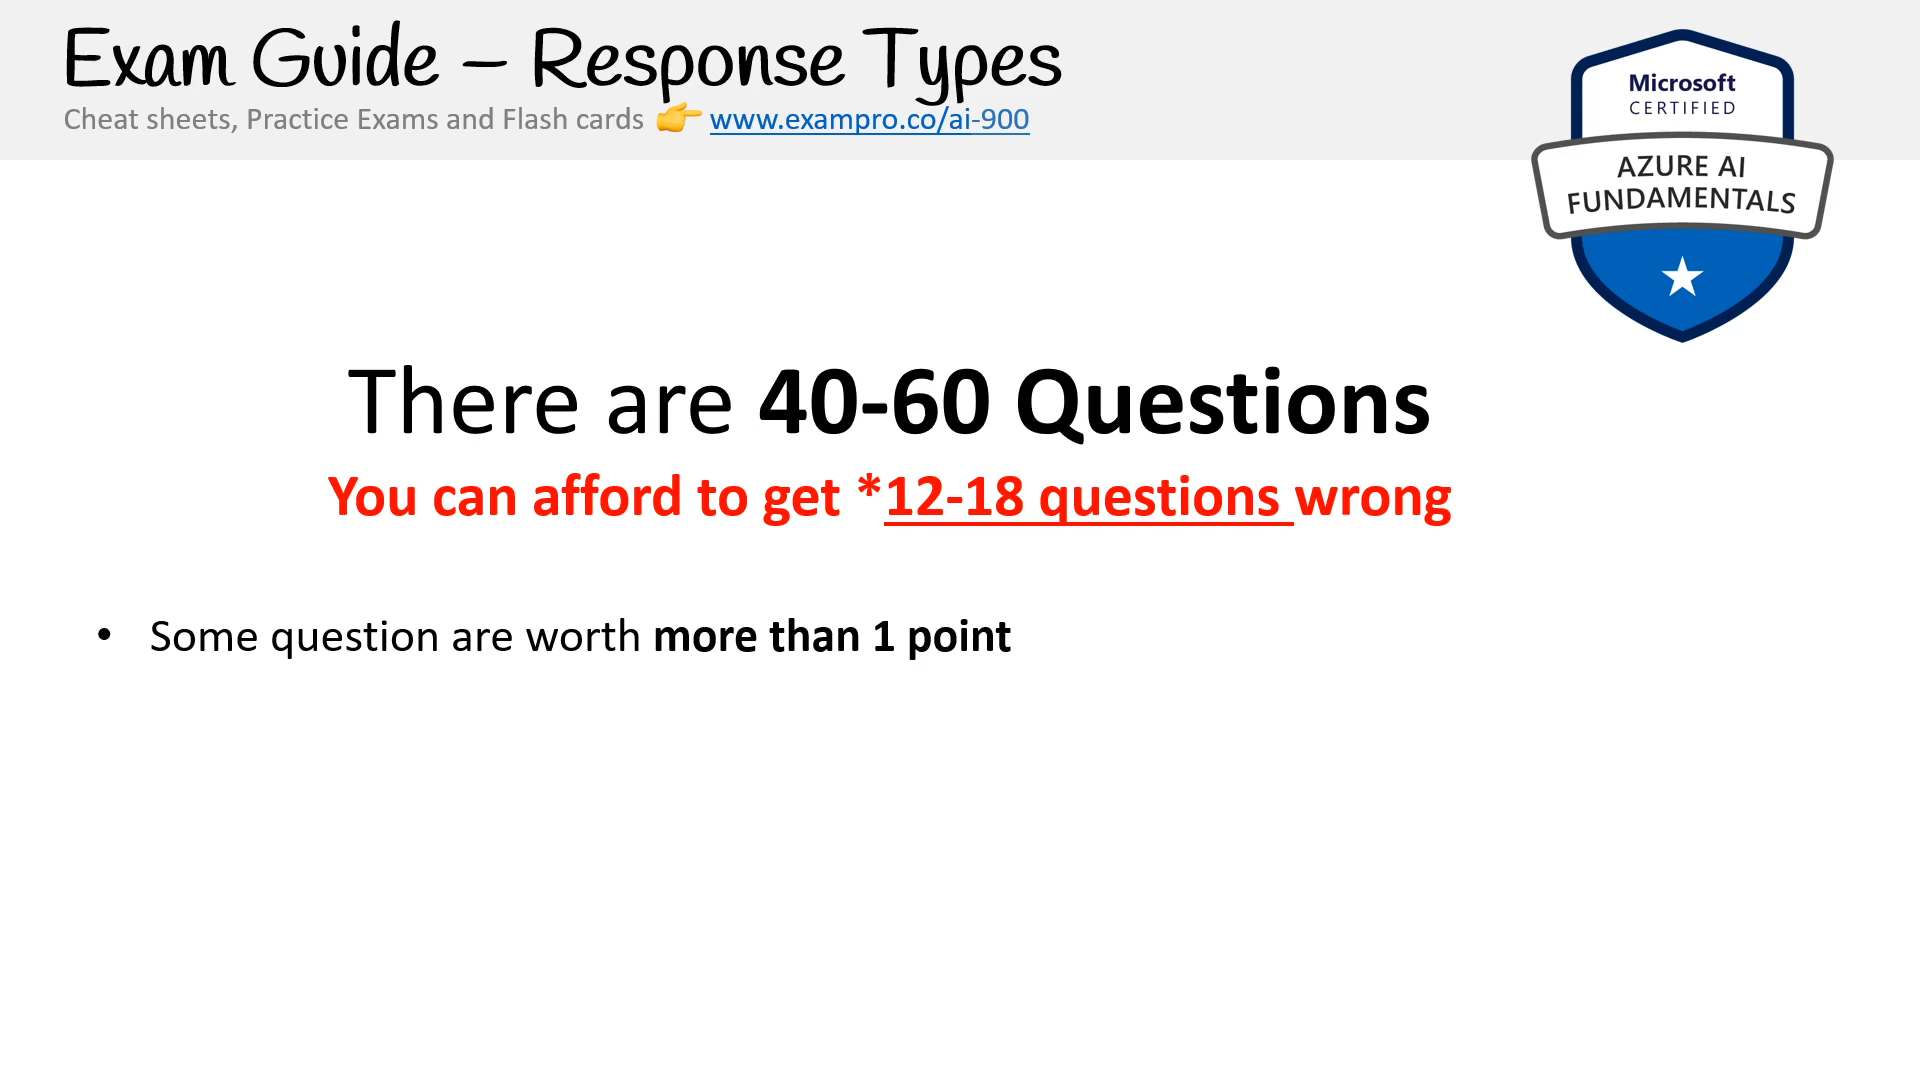 Exam Guide – Response Types
Cheat sheets, Practice Exams and Flash cards 👉 www.exampro.co/ai-900
Microsoft
CERTIFIED
AZURE AI
FUNDAMENTALS
There are 40-60 Questions
You can afford to get *12-18 questions wrong
• Some question are worth more than 1 point